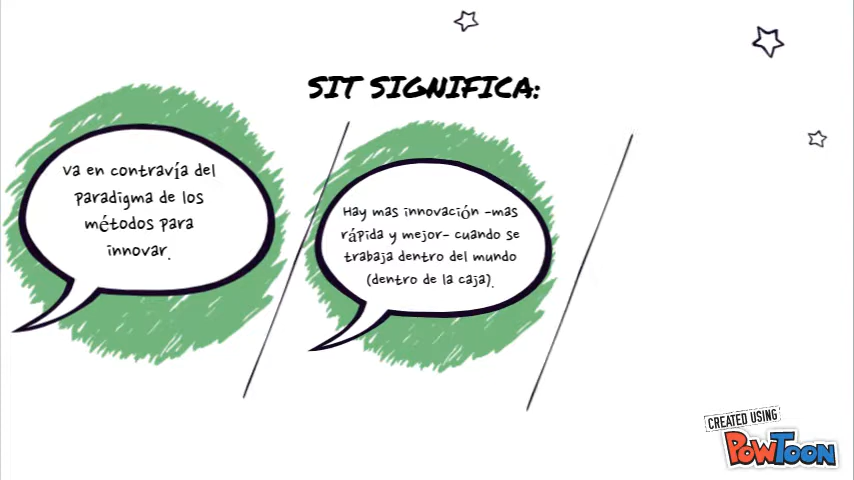 SIT SIGNIFICA:
Va en contravía del
paradigma de los
métodos para
innovar.
Hay mas innovación -mas
rápida y mejor- cuando se
trabaja dentro del mundo
(dentro de la caja).
CREATED USING
POWTOON